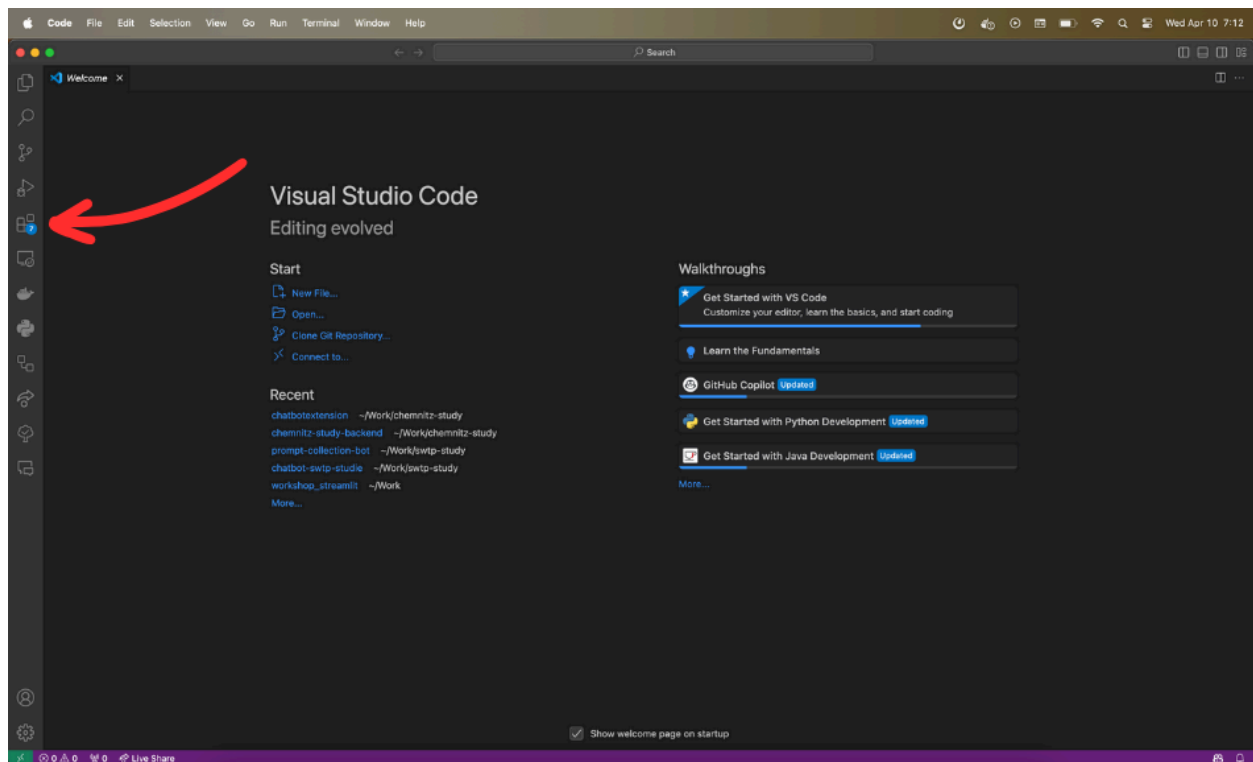 Code File Edit Selection View Go Run Terminal Window Help Wed Apr 10 7:12
Search
Welcome
7
Visual Studio Code
Editing evolved
Start
New File...
Open...
Clone Git Repository...
Connect to...
Recent
chatbotextension ~/Work/chemnitz-study
chemnitz-study-backend ~/Work/chemnitz-study
prompt-collection-bot ~/Work/swtp-study
chatbot-swtp-studie ~/Work/swtp-study
workshop_streamlit ~/Work
More...
Walkthroughs
Get Started with VS Code
Customize your editor, learn the basics, and start coding
Learn the Fundamentals
GitHub Copilot Updated
Get Started with Python Development Updated
Get Started with Java Development Updated
More...
Show welcome page on startup
0 0 0 Live Share